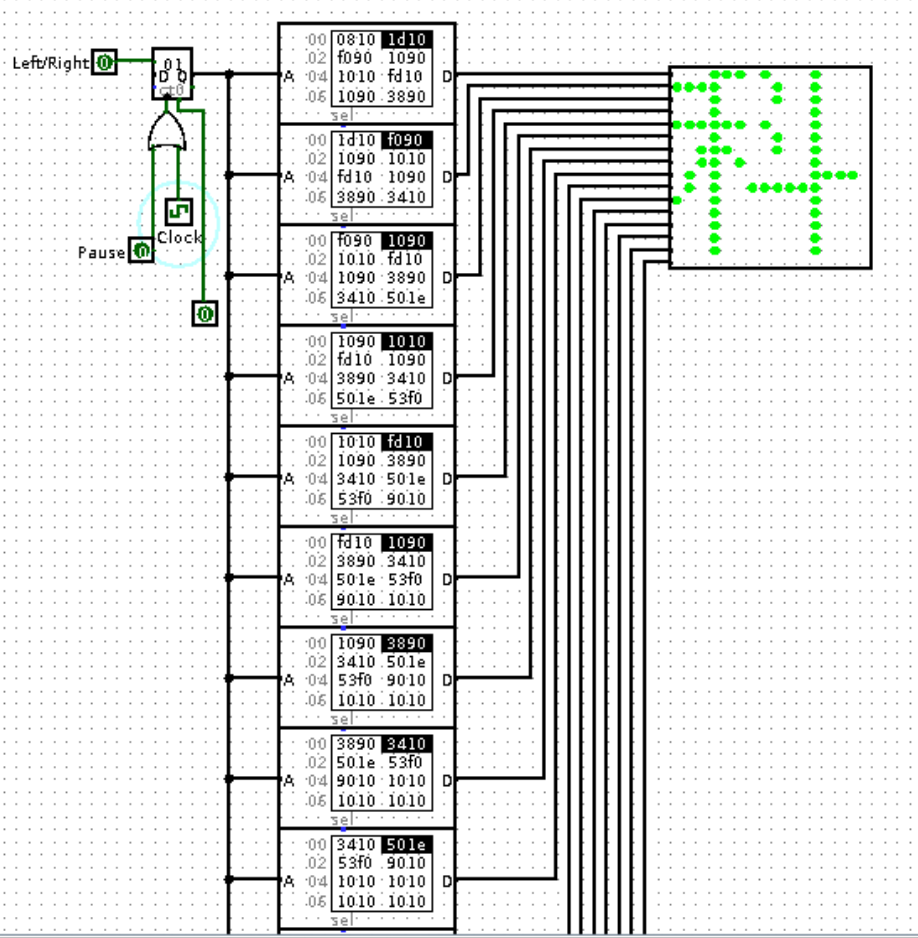 Left/Right 0
01
D Q
ct0
Clock
Pause 0
0
A D
00 0810 1d10
02 f090 1090
04 1010 fd10
06 1090 3890
sel
A D
00 1d10 f090
02 1090 1010
04 fd10 1090
06 3890 3410
sel
A D
00 f090 1090
02 1010 fd10
04 1090 3890
06 3410 501e
sel
A D
00 1090 1010
02 fd10 1090
04 3890 3410
06 501e 53f0
sel
A D
00 1010 fd10
02 1090 3890
04 3410 501e
06 53f0 9010
sel
A D
00 fd10 1090
02 3890 3410
04 501e 53f0
06 9010 1010
sel
A D
00 1090 3890
02 3410 501e
04 53f0 9010
06 1010 1010
sel
A D
00 3890 3410
02 501e 53f0
04 9010 1010
06 1010 1010
sel
A D
00 3410 501e
02 53f0 9010
04 1010 1010
06 1010 1010
sel
科